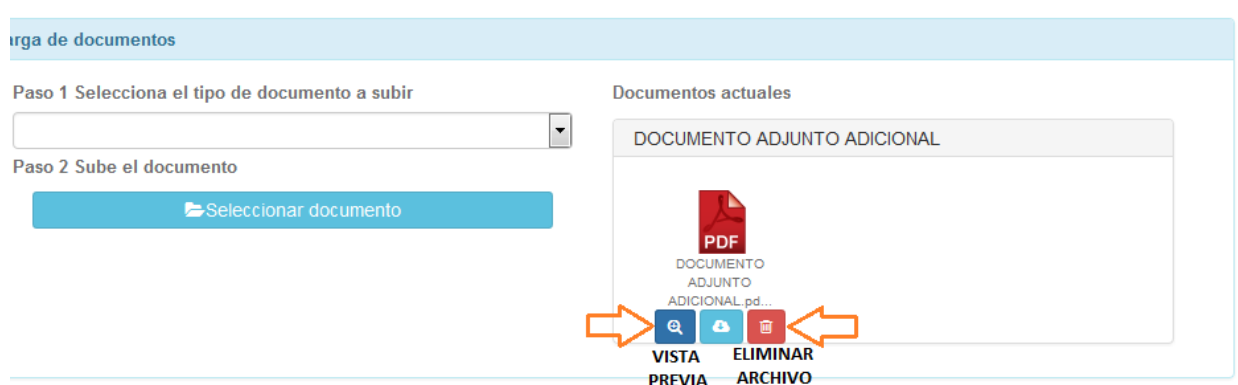 arga de documentos
Paso 1 Selecciona el tipo de documento a subir
Paso 2 Sube el documento
Seleccionar documento
Documentos actuales
DOCUMENTO ADJUNTO ADICIONAL
PDF
DOCUMENTO
ADJUNTO
ADICIONAL.pd...
VISTA
PREVIA
ELIMINAR
ARCHIVO